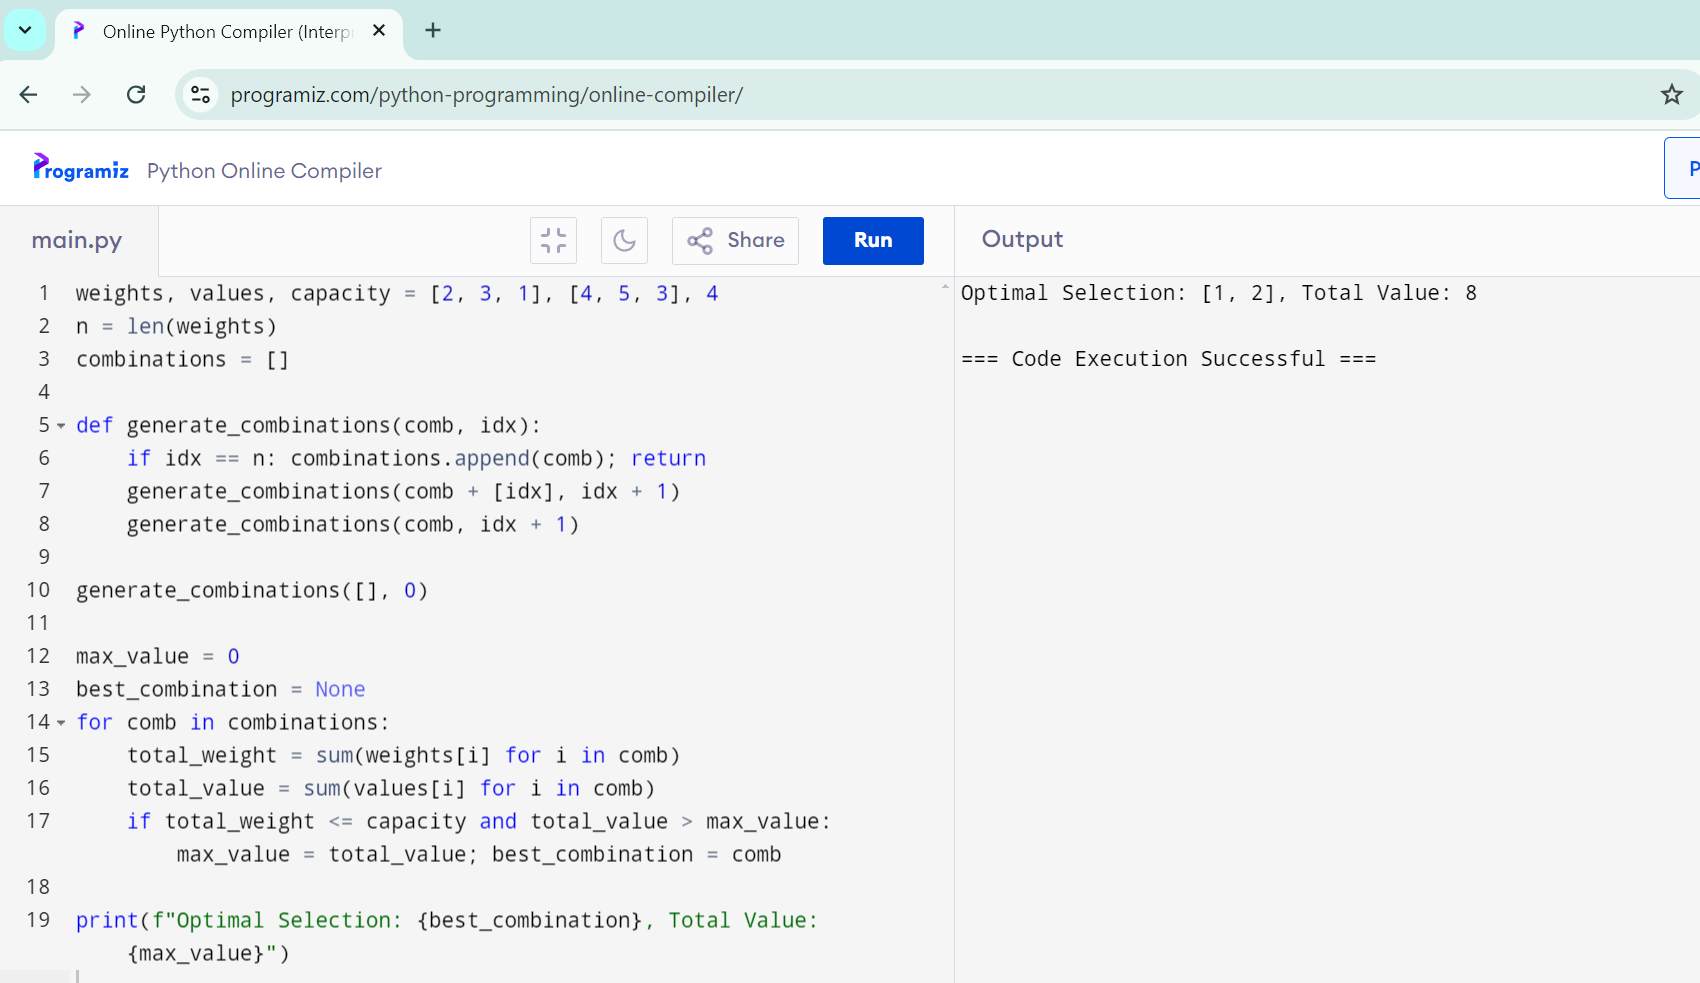 Online Python Compiler (Interp
programiz.com/python-programming/online-compiler/
Programiz Python Online Compiler
P
main.py
Share
Run
Output
1 weights, values, capacity = [2, 3, 1], [4, 5, 3], 4
2 n = len(weights)
3 combinations = []
4
5 def generate_combinations(comb, idx):
6     if idx == n: combinations.append(comb); return
7     generate_combinations(comb + [idx], idx + 1)
8     generate_combinations(comb, idx + 1)
9
10 generate_combinations([], 0)
11
12 max_value = 0
13 best_combination = None
14 for comb in combinations:
15     total_weight = sum(weights[i] for i in comb)
16     total_value = sum(values[i] for i in comb)
17     if total_weight <= capacity and total_value > max_value:
        max_value = total_value; best_combination = comb
18
19 print(f"Optimal Selection: {best_combination}, Total Value:
    {max_value}")
Optimal Selection: [1, 2], Total Value: 8
=== Code Execution Successful ===